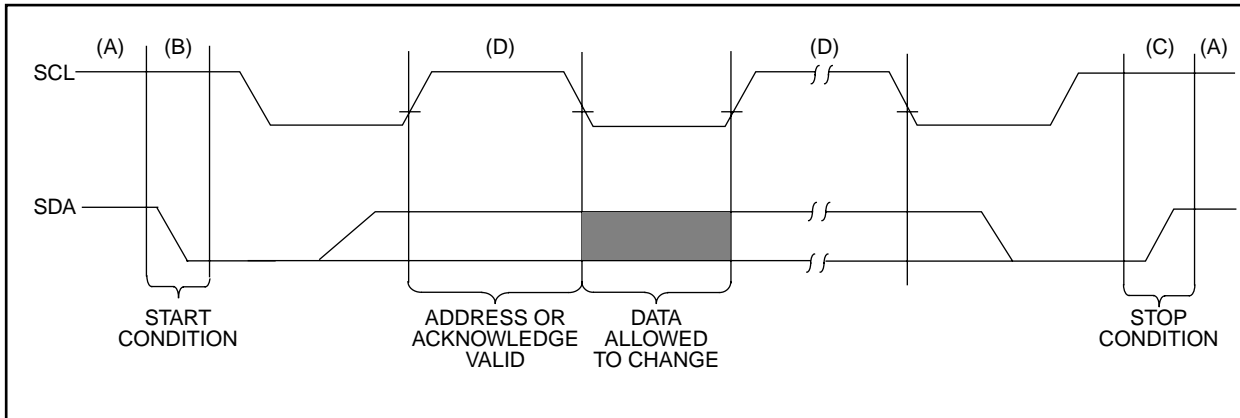 (A) (B) (D) (D) (C) (A)
SCL
SDA
START
CONDITION
ADDRESS OR
ACKNOWLEDGE
VALID
DATA
ALLOWED
TO CHANGE
STOP
CONDITION